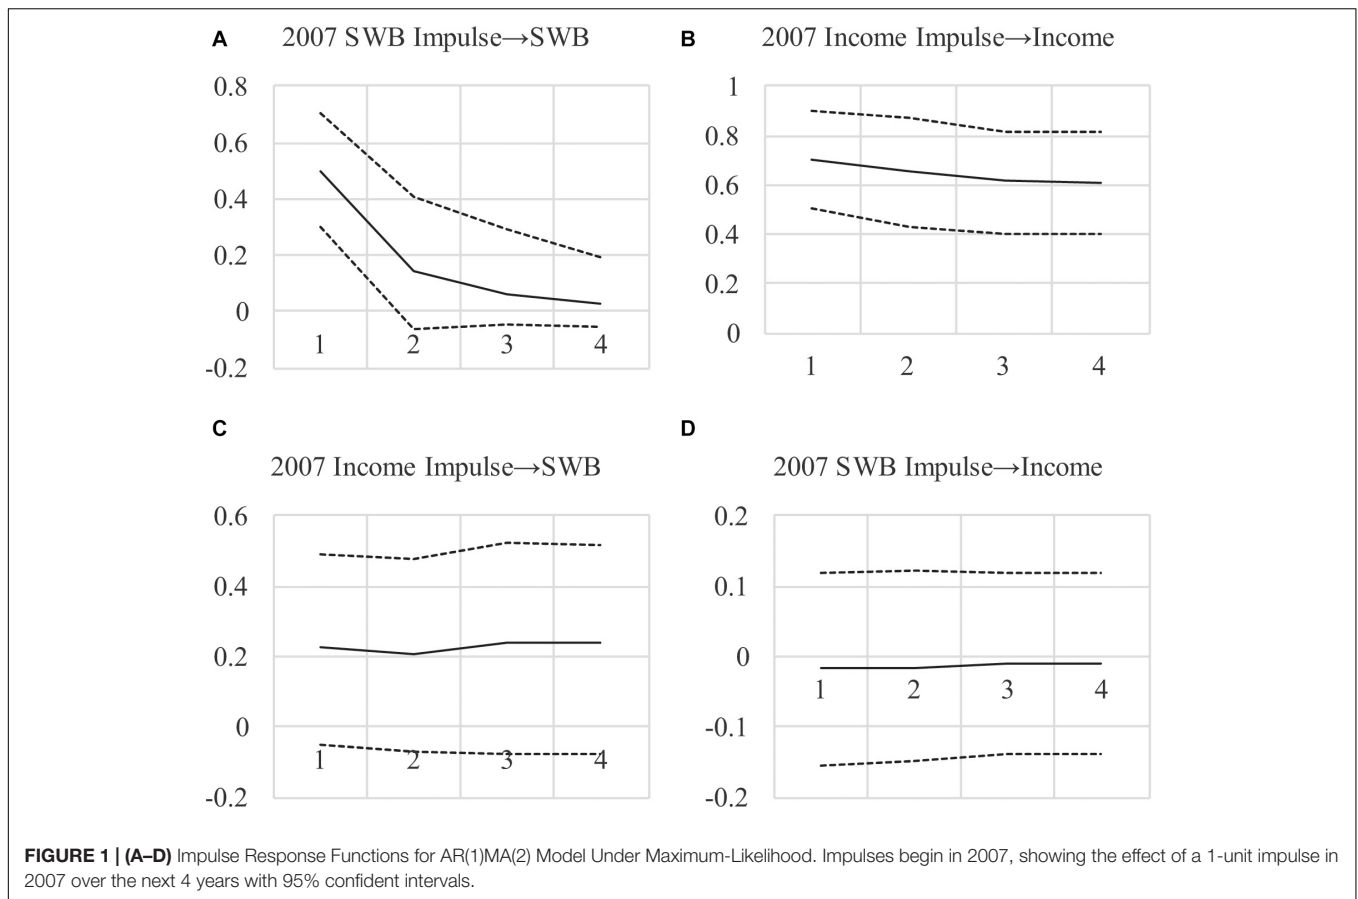 A
2007 SWB Impulse→SWB
0.8
0.6
0.4
0.2
0
-0.2
1 2 3 4
B
2007 Income Impulse→Income
1
0.8
0.6
0.4
0.2
0
1 2 3 4
C
2007 Income Impulse→SWB
0.6
0.4
0.2
0
-0.2
1 2 3 4
D
2007 SWB Impulse→Income
0.2
0.1
0
-0.1
-0.2
1 2 3 4
FIGURE 1 | (A–D) Impulse Response Functions for AR(1)MA(2) Model Under Maximum-Likelihood. Impulses begin in 2007, showing the effect of a 1-unit impulse in
2007 over the next 4 years with 95% confident intervals.